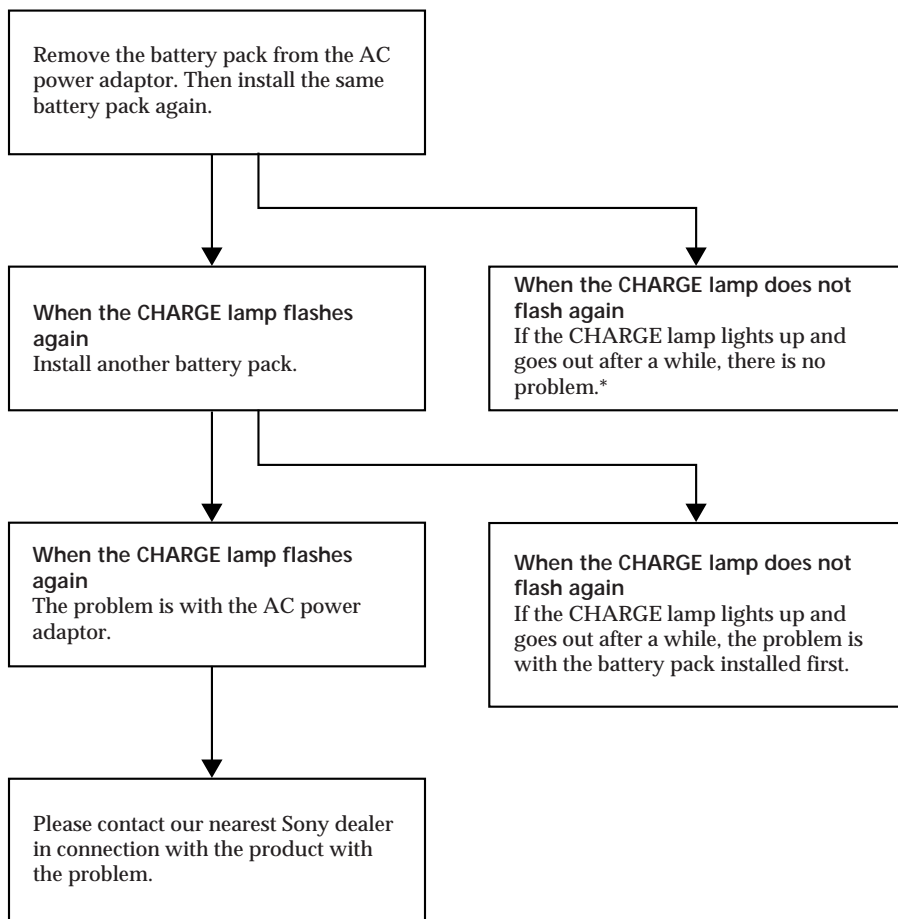 Remove the battery pack from the AC
power adaptor. Then install the same
battery pack again.
When the CHARGE lamp flashes
again
Install another battery pack.
When the CHARGE lamp does not
flash again
If the CHARGE lamp lights up and
goes out after a while, there is no
problem.*
When the CHARGE lamp flashes
again
The problem is with the AC power
adaptor.
When the CHARGE lamp does not
flash again
If the CHARGE lamp lights up and
goes out after a while, the problem is
with the battery pack installed first.
Please contact our nearest Sony dealer
in connection with the product with
the problem.